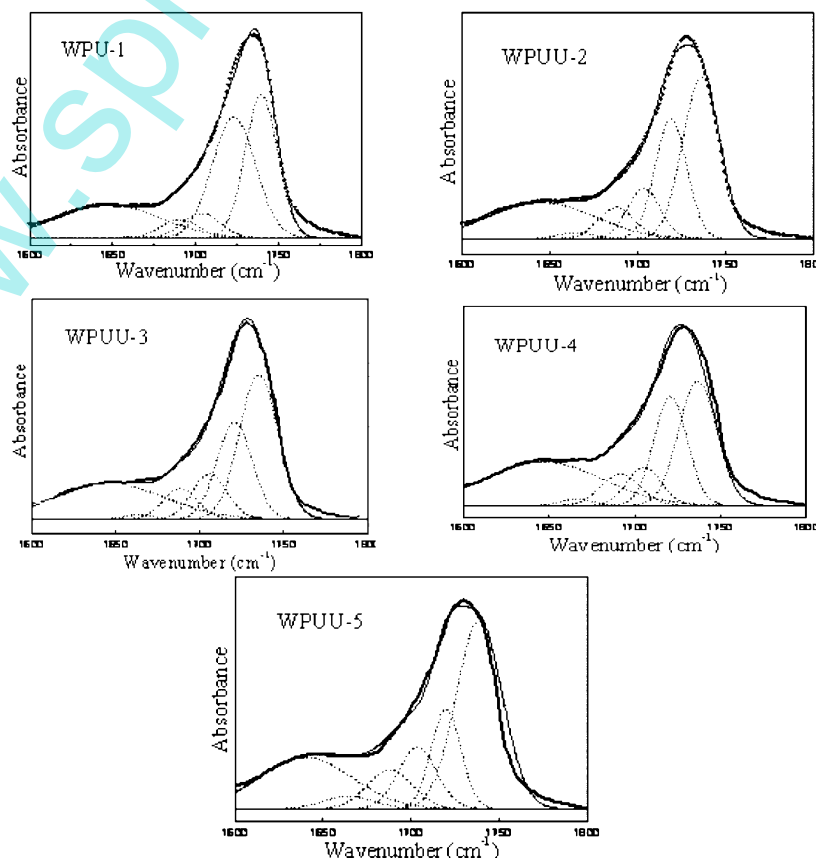 w.spr
WPU-1
Absorbance
1600 1650 1700 1750 1800
Wavenumber (cm-1)
WPUU-2
Absorbance
1600 1650 1700 1750 1800
Wavenumber (cm-1)
WPUU-3
Absorbance
1600 1650 1700 1750 1800
Wavenumber (cm-1)
WPUU-4
Absorbance
1600 1650 1700 1750 1800
Wavenumber (cm-1)
WPUU-5
Absorbance
1600 1650 1700 1750 1800
Wavenumber (cm-1)